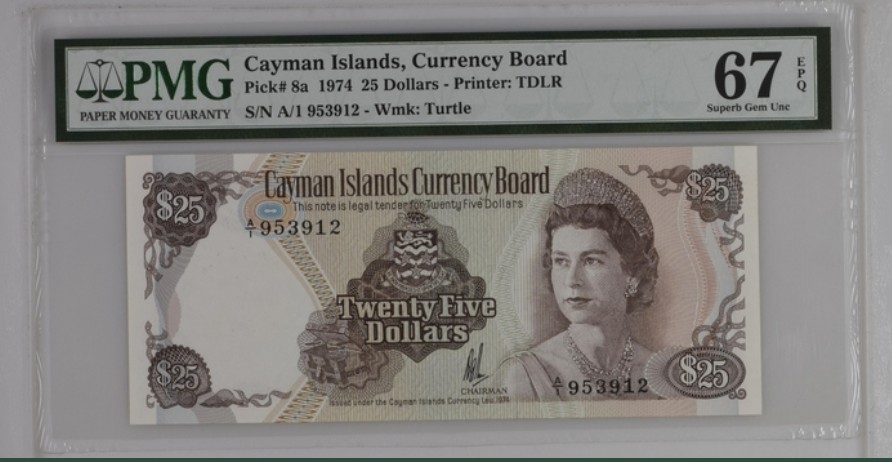 PMG
PAPER MONEY GUARANTY
Cayman Islands, Currency Board
Pick# 8a 1974 25 Dollars - Printer: TDLR
S/N A/1 953912 - Wmk: Turtle
67
EPQ
Superb Gem Unc
$25
Cayman Islands Currency Board
$25
This note is legal tender for Twenty Five Dollars
A/1 953912
Twenty Five
Dollars
$25
CHAIRMAN
A/1 953912
$25
Issued under the Cayman Islands Currency Law, 1974